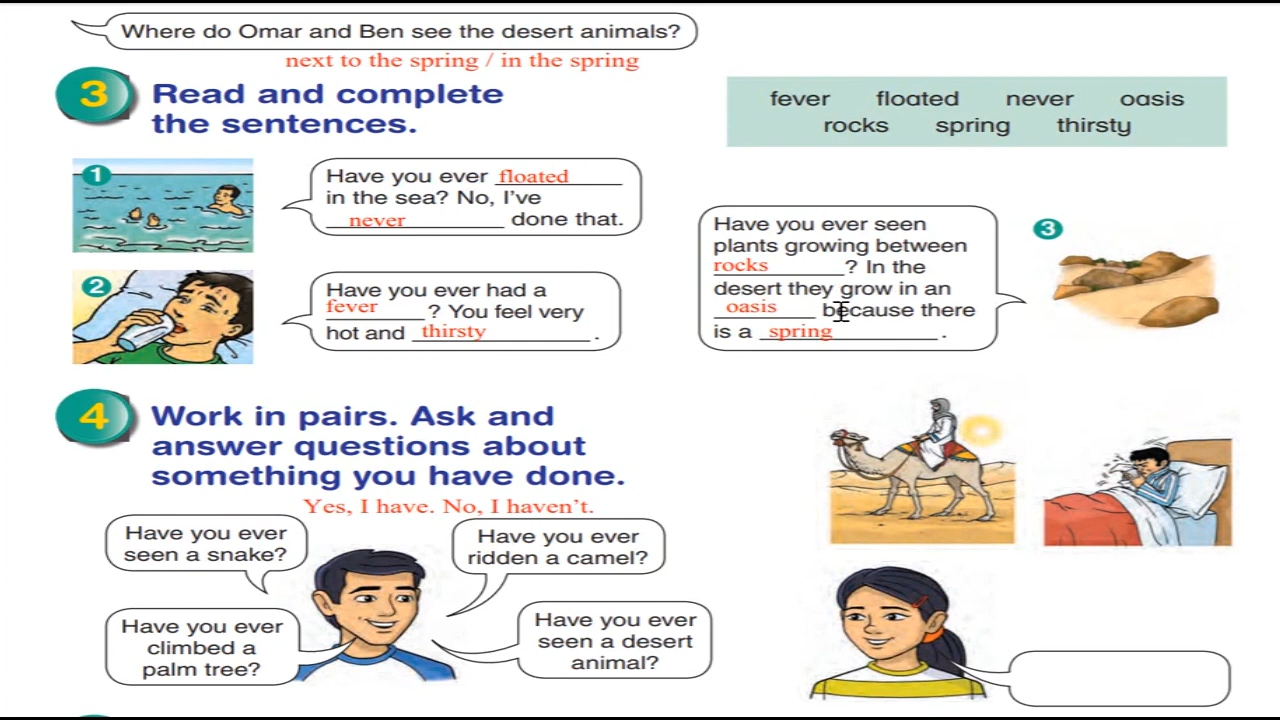 Where do Omar and Ben see the desert animals?
next to the spring / in the spring
3
Read and complete
the sentences.
fever floated never oasis
rocks spring thirsty
1
Have you ever floated
in the sea? No, I've
never done that.
2
Have you ever had a
fever ? You feel very
hot and thirsty .
3
Have you ever seen
plants growing between
rocks ? In the
desert they grow in an
oasis because there
is a spring .
4
Work in pairs. Ask and
answer questions about
something you have done.
Yes, I have. No, I haven't.
Have you ever
seen a snake?
Have you ever
ridden a camel?
Have you ever
climbed a
palm tree?
Have you ever
seen a desert
animal?